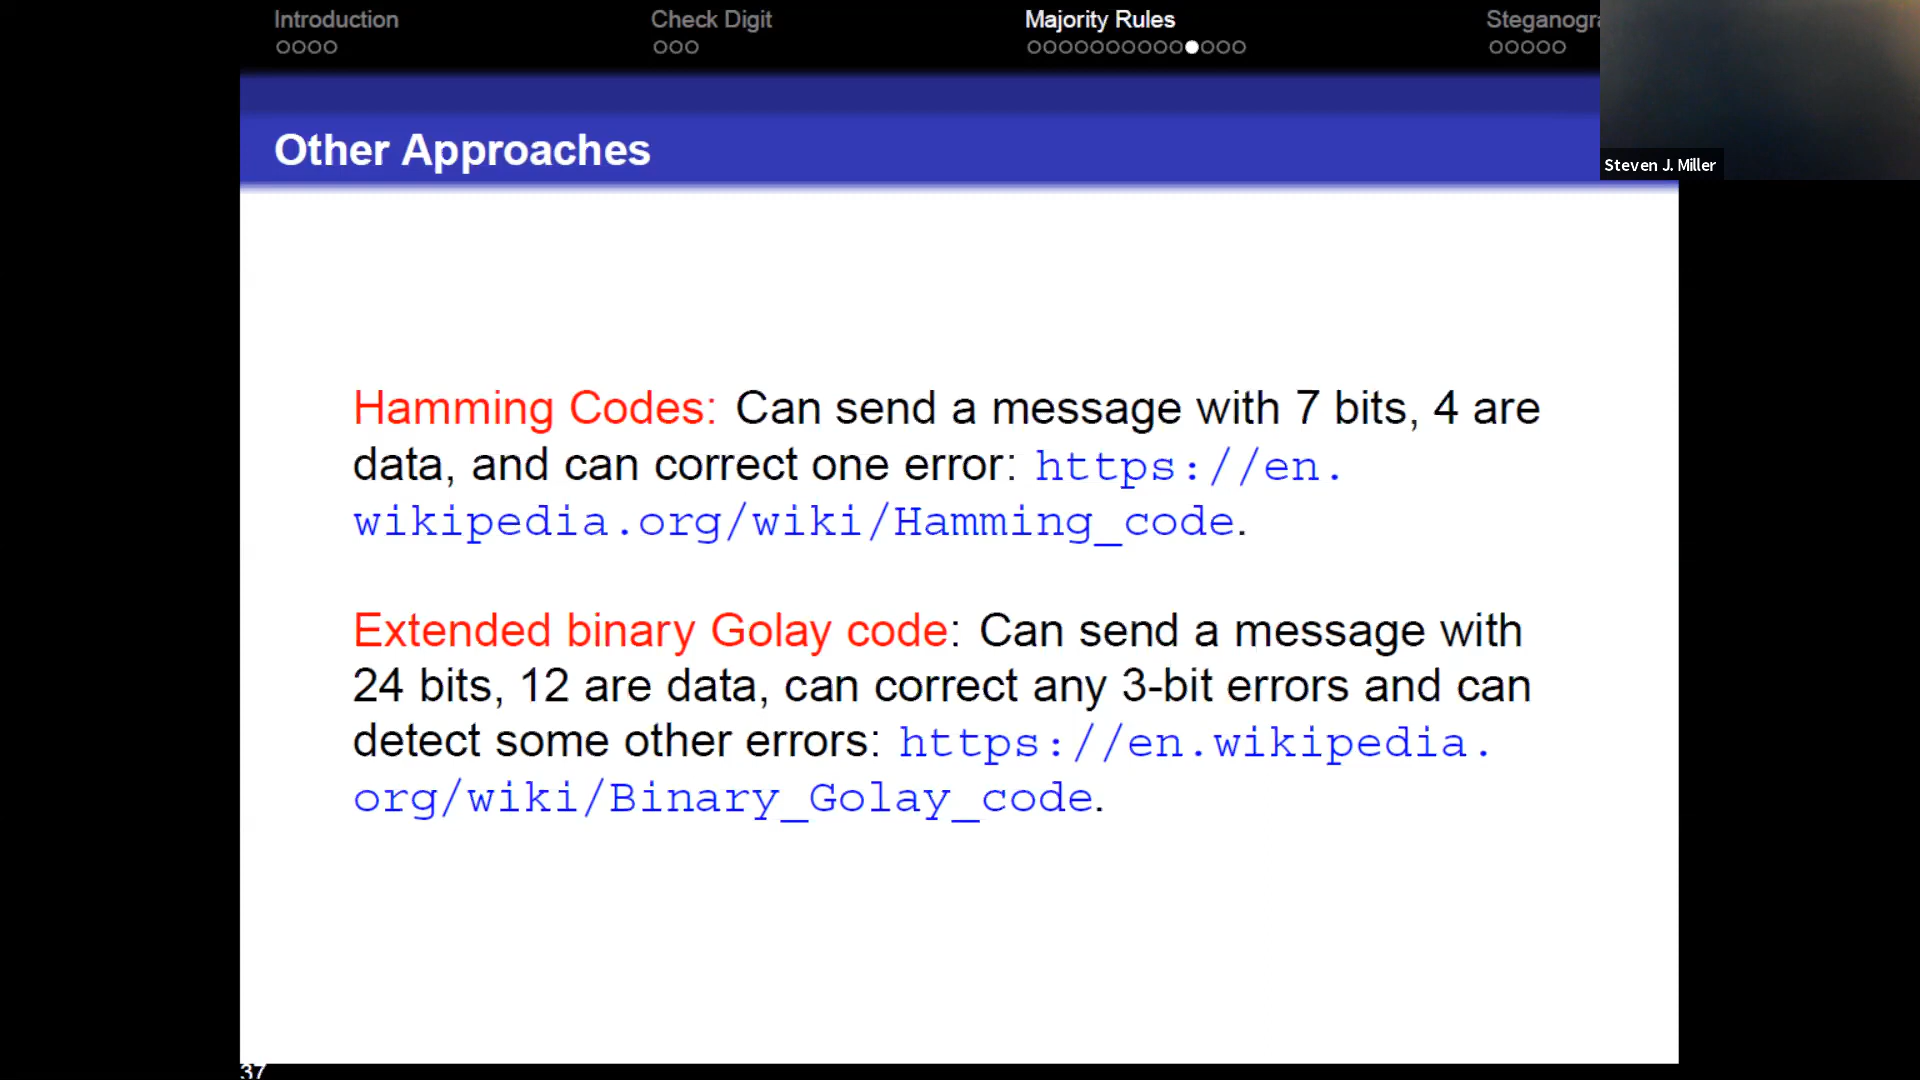 Introduction
Check Digit
Majority Rules
Steganogra
Steven J. Miller
Other Approaches
Hamming Codes: Can send a message with 7 bits, 4 are
data, and can correct one error: https://en.
wikipedia.org/wiki/Hamming_code.
Extended binary Golay code: Can send a message with
24 bits, 12 are data, can correct any 3-bit errors and can
detect some other errors: https://en.wikipedia.
org/wiki/Binary_Golay_code.
37